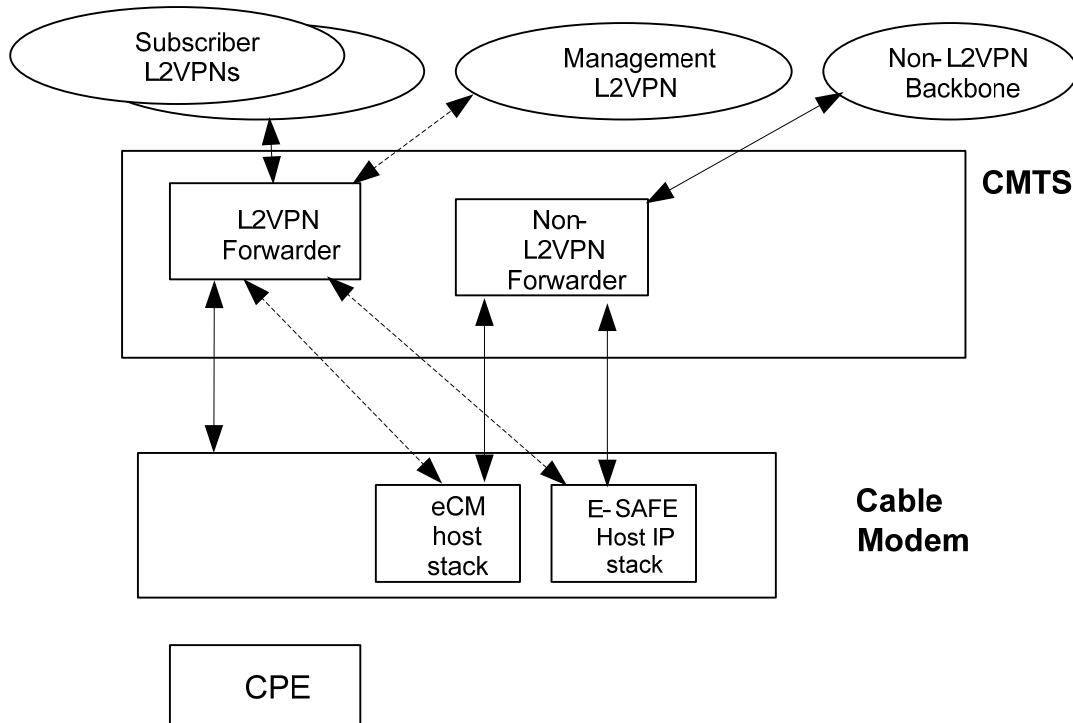 Subscriber
L2VPNs
Management
L2VPN
Non-L2VPN
Backbone
CMTS
L2VPN
Forwarder
Non-
L2VPN
Forwarder
eCM
host
stack
E-SAFE
Host IP
stack
Cable
Modem
CPE